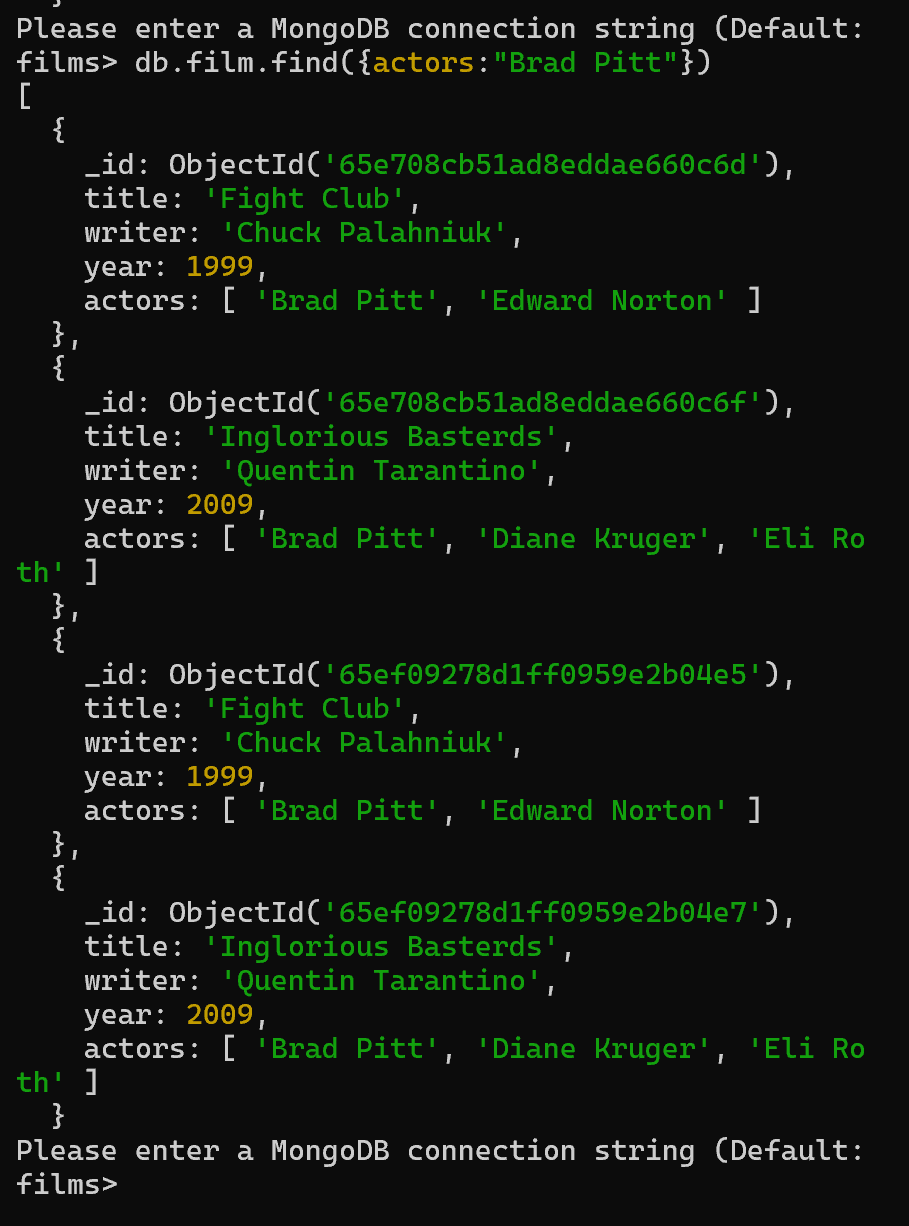 }
Please enter a MongoDB connection string (Default:
films> db.film.find({actors:"Brad Pitt"})
[
  {
    _id: ObjectId('65e708cb51ad8eddae660c6d'),
    title: 'Fight Club',
    writer: 'Chuck Palahniuk',
    year: 1999,
    actors: [ 'Brad Pitt', 'Edward Norton' ]
  },
  {
    _id: ObjectId('65e708cb51ad8eddae660c6f'),
    title: 'Inglorious Basterds',
    writer: 'Quentin Tarantino',
    year: 2009,
    actors: [ 'Brad Pitt', 'Diane Kruger', 'Eli Ro
th' ]
  },
  {
    _id: ObjectId('65ef09278d1ff0959e2b04e5'),
    title: 'Fight Club',
    writer: 'Chuck Palahniuk',
    year: 1999,
    actors: [ 'Brad Pitt', 'Edward Norton' ]
  },
  {
    _id: ObjectId('65ef09278d1ff0959e2b04e7'),
    title: 'Inglorious Basterds',
    writer: 'Quentin Tarantino',
    year: 2009,
    actors: [ 'Brad Pitt', 'Diane Kruger', 'Eli Ro
th' ]
  }
Please enter a MongoDB connection string (Default:
films>